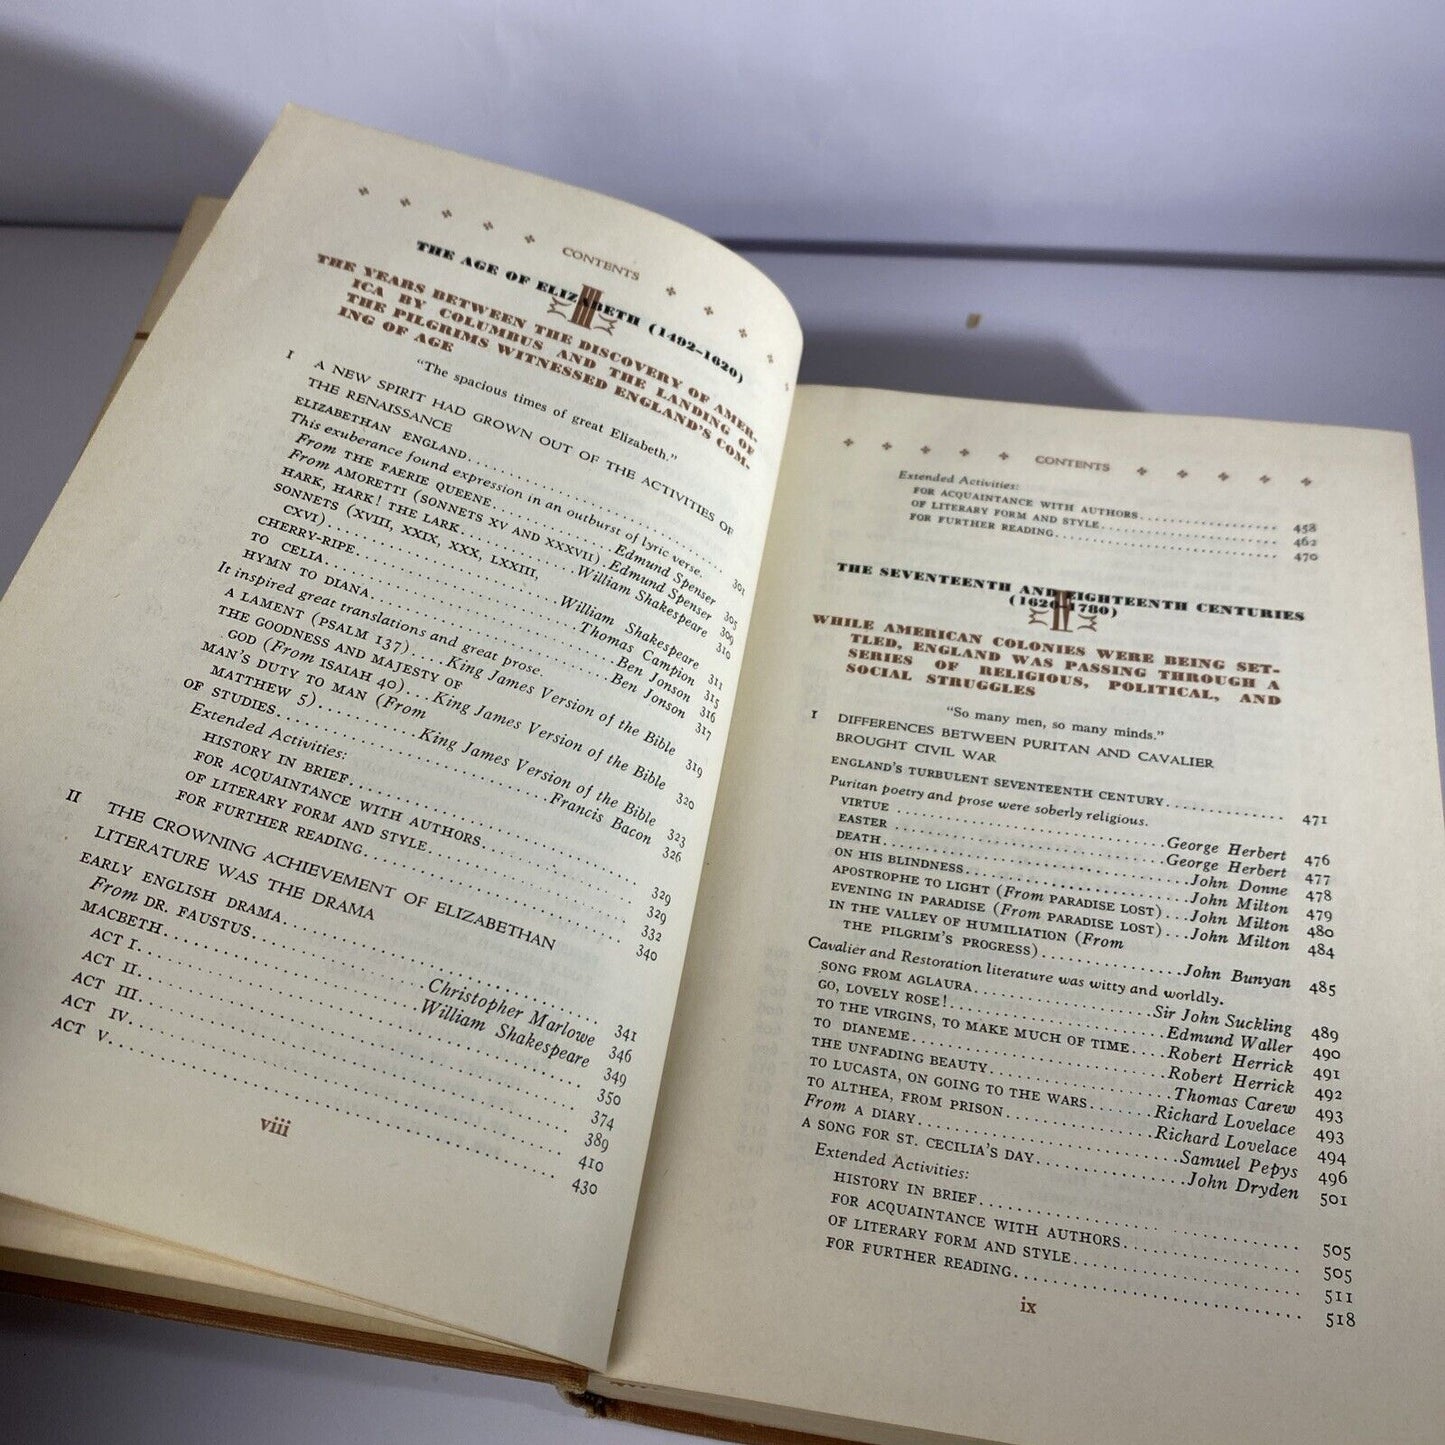 CONTENTS
THE AGE OF ELIZABETH (1492-1620)
THE YEARS BETWEEN THE DISCOVERY OF AMER-
ICA BY COLUMBUS AND THE LANDING OF
THE PILGRIMS WITNESSED ENGLAND'S COM-
ING OF AGE
"The spacious times of great Elizabeth."
I A NEW SPIRIT HAD GROWN OUT OF THE ACTIVITIES OF
THE RENAISSANCE
ELIZABETHAN ENGLAND 301
This exuberance found expression in an outburst of lyric verse.
From THE FAERIE QUEENE Edmund Spenser 305
From AMORETTI (SONNETS XV AND XXXVII) Edmund Spenser 309
HARK, HARK! THE LARK William Shakespeare 310
SONNETS (XVIII, XXIX, XXX, LXXIII,
CXVI) William Shakespeare 311
CHERRY-RIPE Thomas Campion 315
TO CELIA Ben Jonson 316
HYMN TO DIANA Ben Jonson 317
It inspired great translations and great prose.
A LAMENT (PSALM 137) King James Version of the Bible 319
THE GOODNESS AND MAJESTY OF
GOD (From ISAIAH 40) King James Version of the Bible 320
MAN'S DUTY TO MAN (From
MATTHEW 5) King James Version of the Bible 323
OF STUDIES Francis Bacon 326
Extended Activities:
HISTORY IN BRIEF 329
FOR ACQUAINTANCE WITH AUTHORS 329
OF LITERARY FORM AND STYLE 332
FOR FURTHER READING 340
II THE CROWNING ACHIEVEMENT OF ELIZABETHAN
LITERATURE WAS THE DRAMA
EARLY ENGLISH DRAMA 341
From DR. FAUSTUS Christopher Marlowe 346
MACBETH William Shakespeare 349
ACT I 350
ACT II 374
ACT III 389
ACT IV 410
ACT V 430
viii
CONTENTS
Extended Activities:
FOR ACQUAINTANCE WITH AUTHORS 458
OF LITERARY FORM AND STYLE 462
FOR FURTHER READING 470
THE SEVENTEENTH AND EIGHTEENTH CENTURIES
(1620-1780)
WHILE AMERICAN COLONIES WERE BEING SET-
TLED, ENGLAND WAS PASSING THROUGH A
SERIES OF RELIGIOUS, POLITICAL, AND
SOCIAL STRUGGLES
"So many men, so many minds."
I DIFFERENCES BETWEEN PURITAN AND CAVALIER
BROUGHT CIVIL WAR
ENGLAND'S TURBULENT SEVENTEENTH CENTURY 471
Puritan poetry and prose were soberly religious.
VIRTUE George Herbert 476
EASTER George Herbert 477
DEATH John Donne 478
ON HIS BLINDNESS John Milton 479
APOSTROPHE TO LIGHT (From PARADISE LOST) John Milton 480
EVENING IN PARADISE (From PARADISE LOST) John Milton 484
IN THE VALLEY OF HUMILIATION (From
THE PILGRIM'S PROGRESS) John Bunyan 485
Cavalier and Restoration literature was witty and worldly.
SONG FROM AGLAURA Sir John Suckling 489
GO, LOVELY ROSE! Edmund Waller 490
TO THE VIRGINS, TO MAKE MUCH OF TIME Robert Herrick 491
TO DIANEME Robert Herrick 492
THE UNFADING BEAUTY Thomas Carew 493
TO LUCASTA, ON GOING TO THE WARS Richard Lovelace 493
TO ALTHEA, FROM PRISON Richard Lovelace 494
From A DIARY Samuel Pepys 496
A SONG FOR ST. CECILIA'S DAY John Dryden 501
Extended Activities:
HISTORY IN BRIEF 505
FOR ACQUAINTANCE WITH AUTHORS 505
OF LITERARY FORM AND STYLE 511
FOR FURTHER READING 518
ix